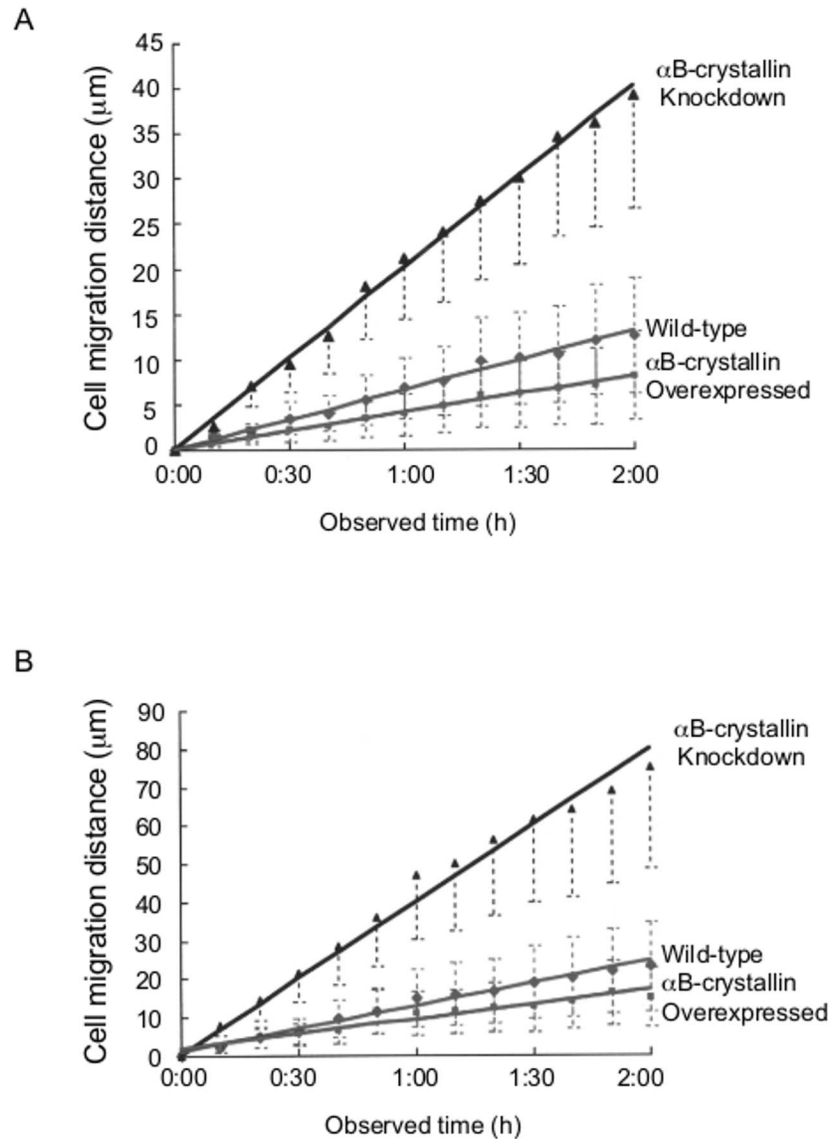 A
45
40
35
30
25
20
15
10
5
0
Cell migration distance (μm)
αB-crystallin
Knockdown
Wild-type
αB-crystallin
Overexpressed
0:00 0:30 1:00 1:30 2:00
Observed time (h)
B
90
80
70
60
50
40
30
20
10
0
Cell migration distance (μm)
αB-crystallin
Knockdown
Wild-type
αB-crystallin
Overexpressed
0:00 0:30 1:00 1:30 2:00
Observed time (h)